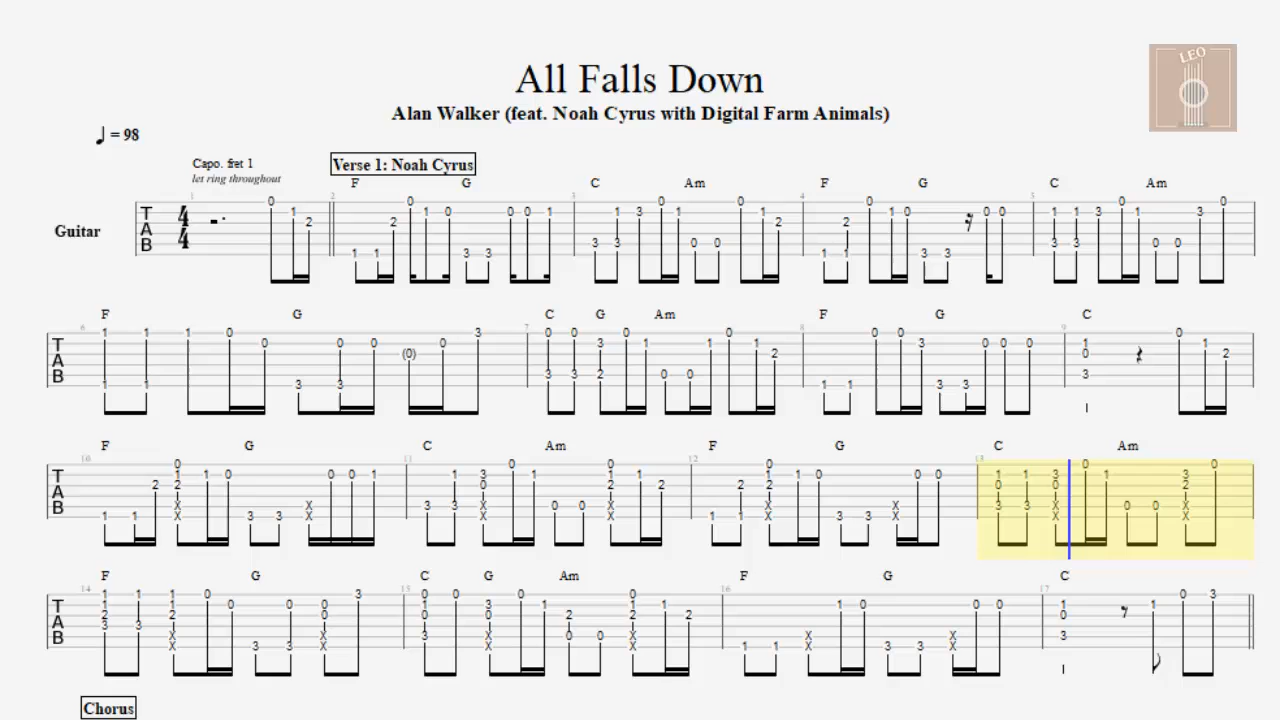 LEO
All Falls Down
Alan Walker (feat. Noah Cyrus with Digital Farm Animals)
♩ = 98
Capo. fret 1
let ring throughout
Verse 1: Noah Cyrus
F G C Am F G C Am
Guitar
F G C G Am F G C
F G C Am F G C Am
F G C G Am F G C
Chorus